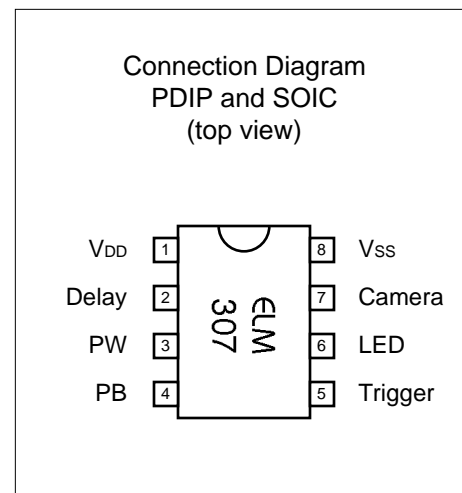 Connection Diagram
PDIP and SOIC
(top view)
VDD 1 8 VSS
Delay 2 7 Camera
PW 3 6 LED
PB 4 5 Trigger
ELM
307